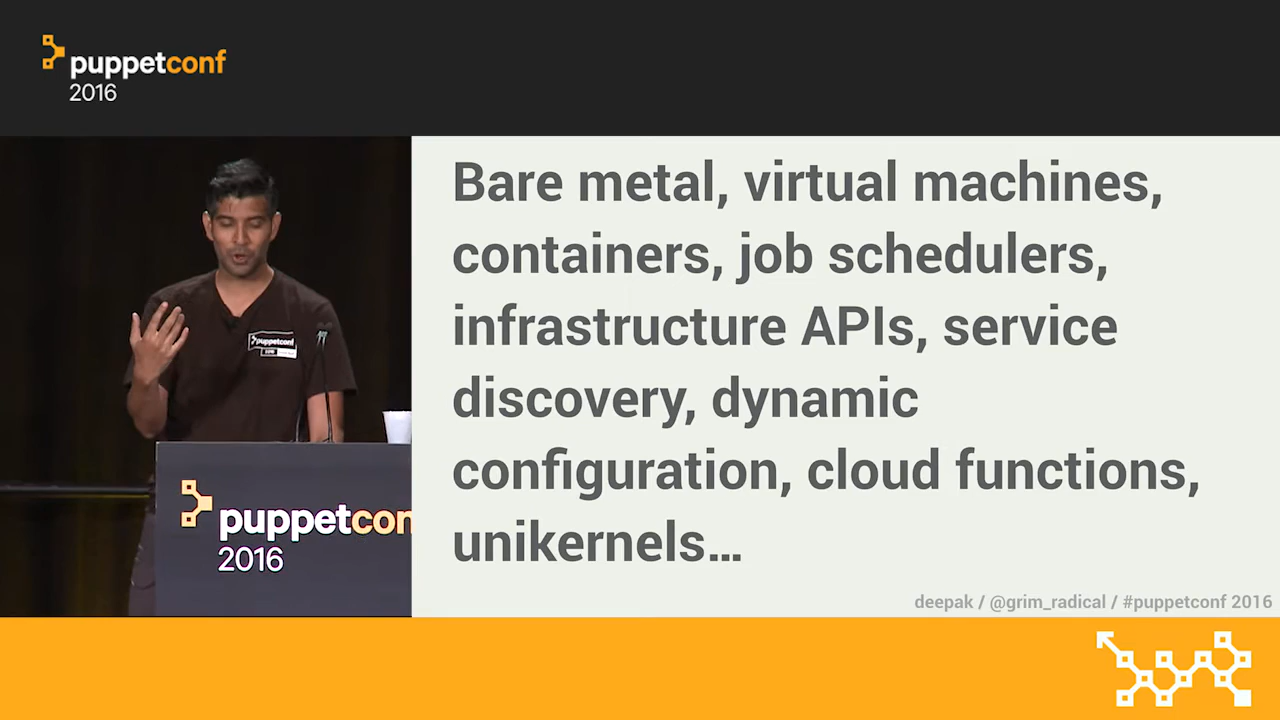 puppetconf
2016
Bare metal, virtual machines,
containers, job schedulers,
infrastructure APIs, service
discovery, dynamic
configuration, cloud functions,
unikernels…
deepak / @grim_radical / #puppetconf 2016
puppetconf
puppetcon
2016